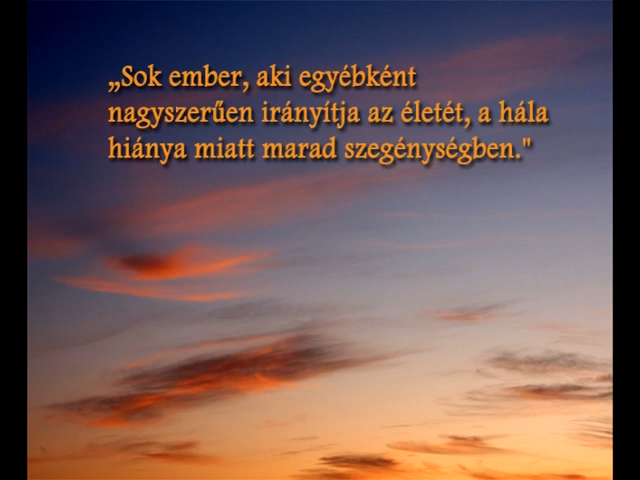 „Sok ember, aki egyébként
nagyszerűen irányítja az életét, a hála
hiánya miatt marad szegénységben."